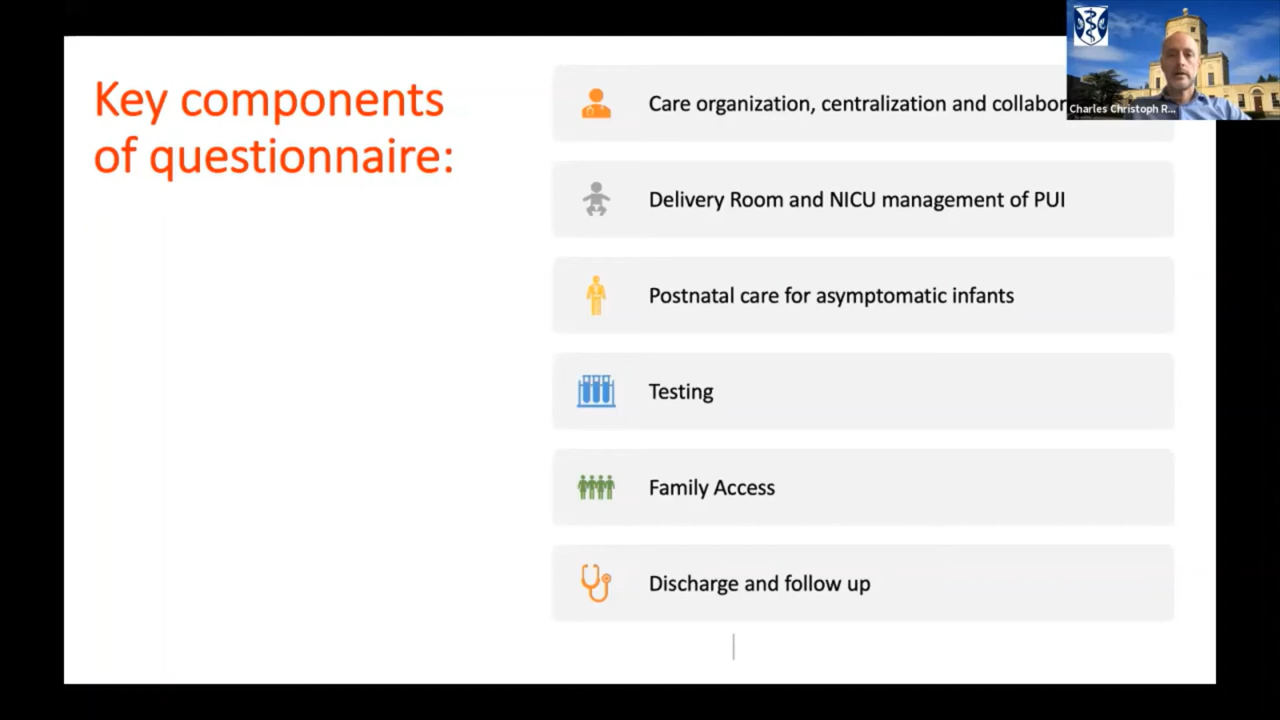 Key components
of questionnaire:
Care organization, centralization and
Charles Christoph R...
Delivery Room and NICU management of PUI
Postnatal care for asymptomatic infants
Testing
Family Access
Discharge and follow up